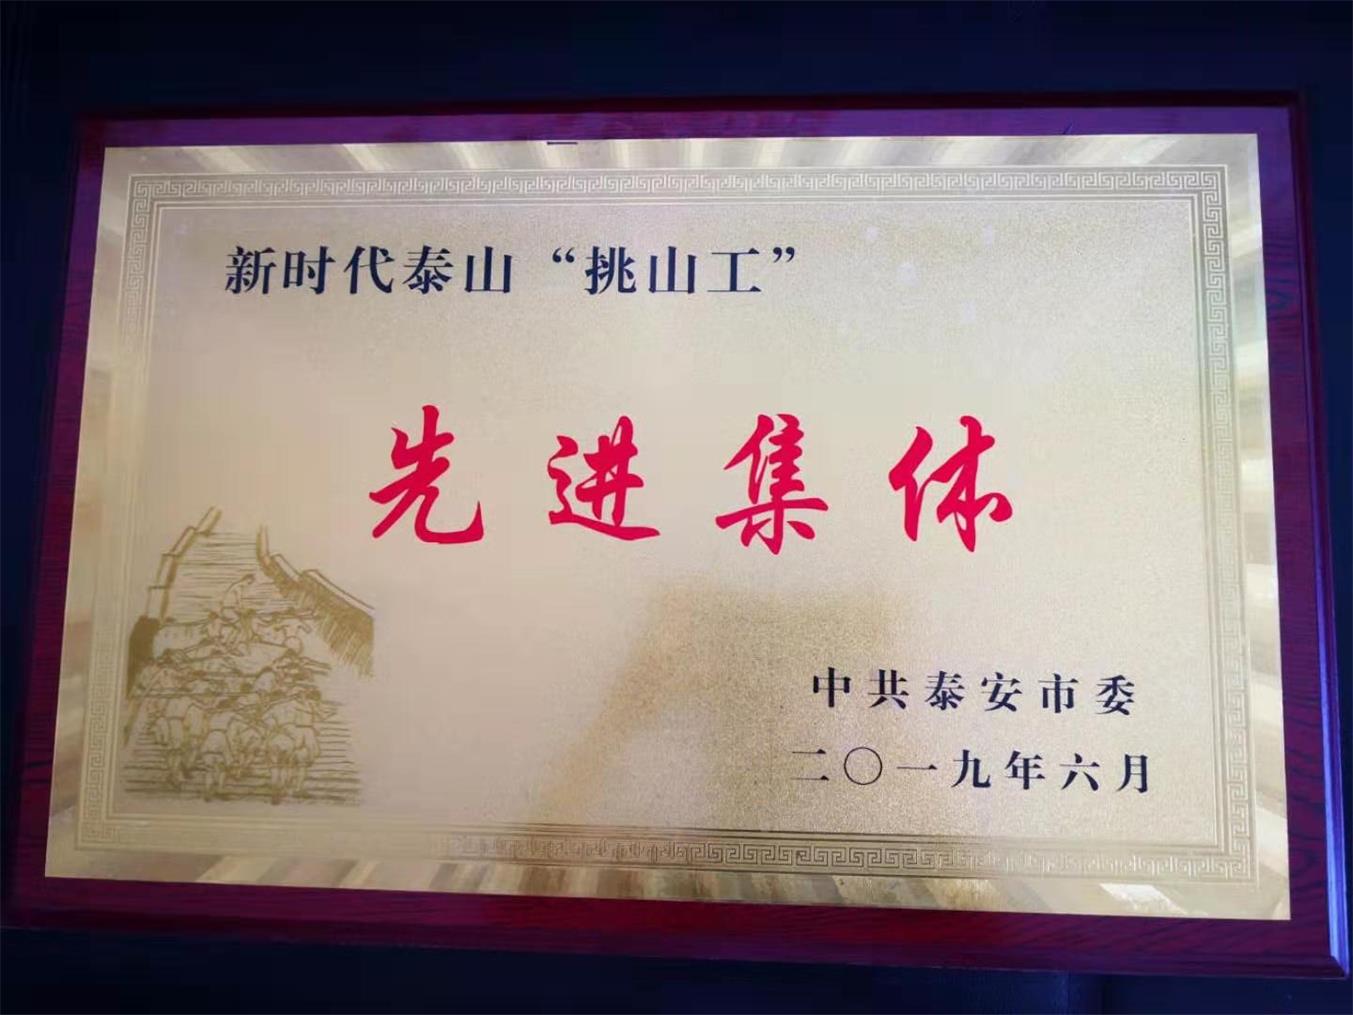 新时代泰山“挑山工”
先进集体
中共泰安市委
二〇一九年六月